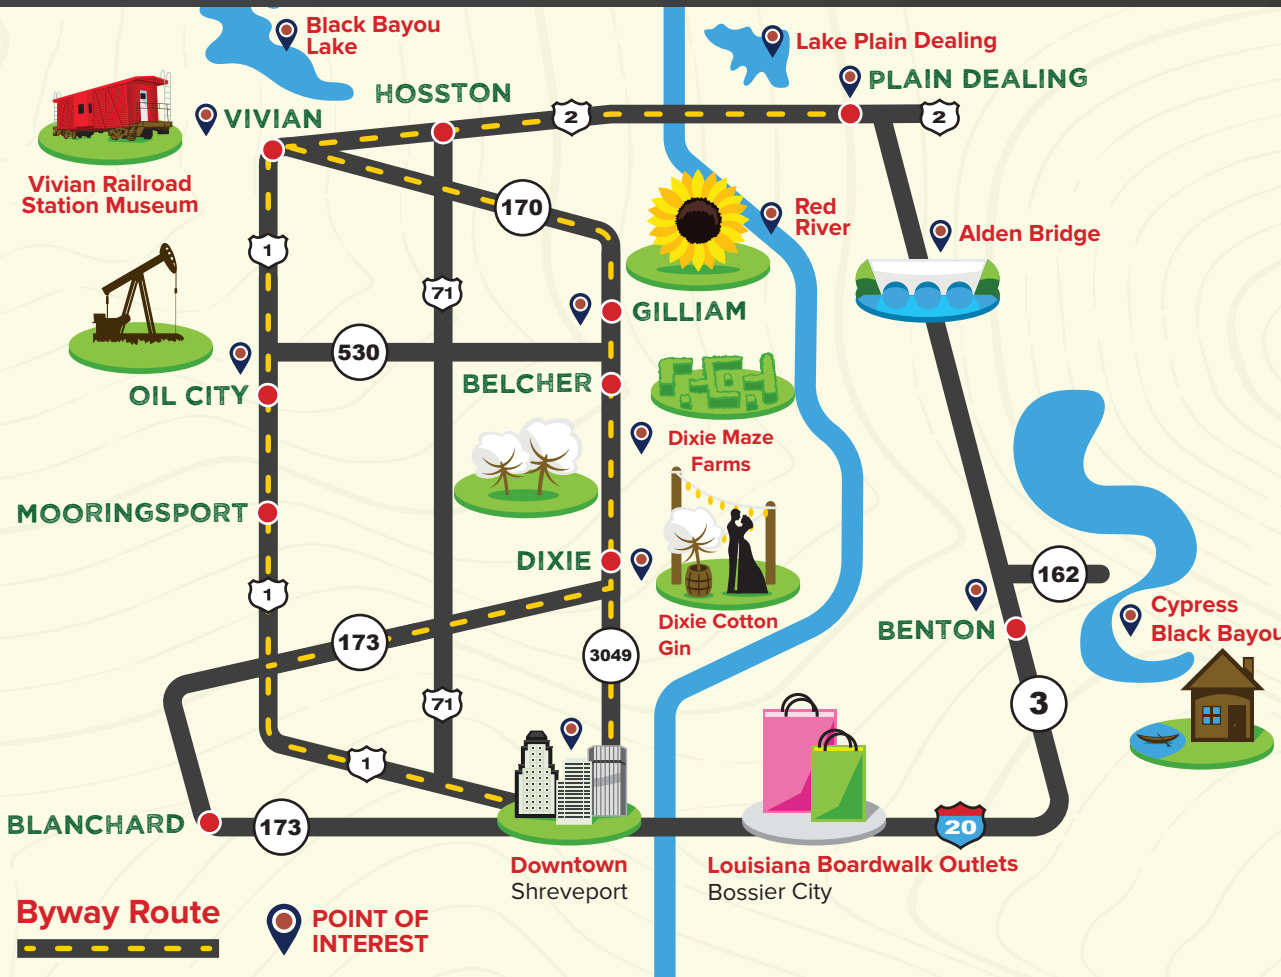 Black Bayou
Lake
Lake Plain Dealing
PLAIN DEALING
HOSSTON
VIVIAN
2
2
Vivian Railroad
Station Museum
170
Red
River
Alden Bridge
1
71
GILLIAM
530
OIL CITY
BELCHER
Dixie Maze
Farms
MOORINGSPORT
DIXIE
162
1
Dixie Cotton
Gin
BENTON
Cypress
Black Bayou
173
3049
71
3
1
BLANCHARD
173
20
Downtown
Shreveport
Louisiana Boardwalk Outlets
Bossier City
Byway Route
POINT OF
INTEREST